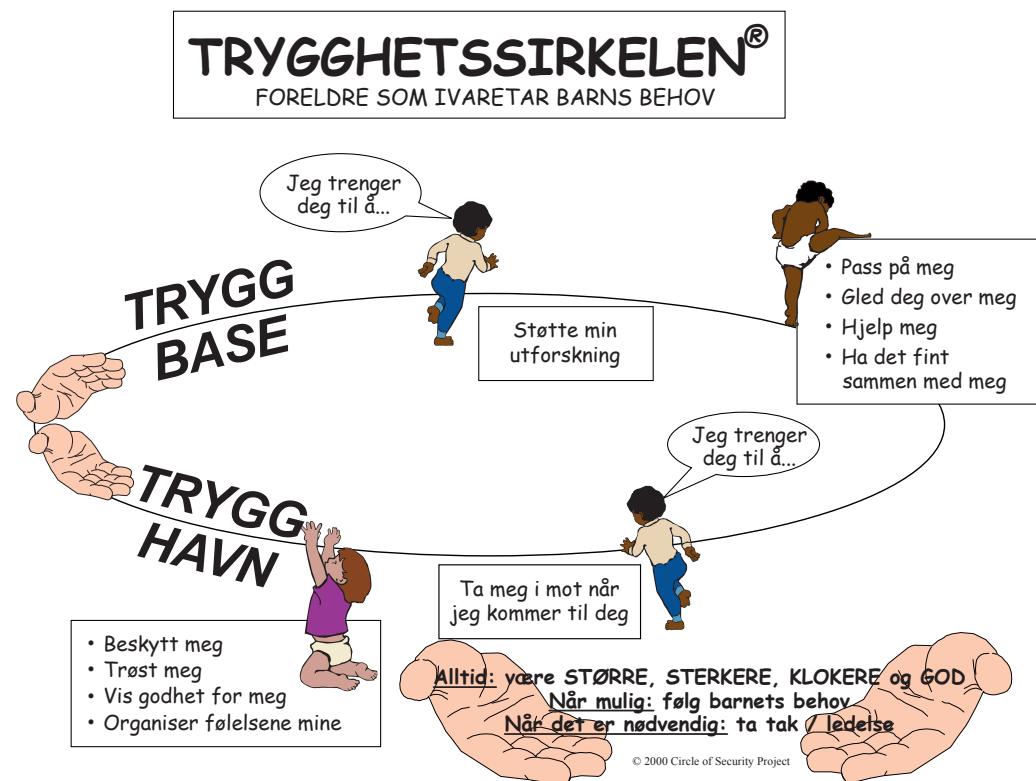 TRYGGHETSSIRKELEN®
FORELDRE SOM IVARETAR BARNS BEHOV
Jeg trenger
deg til å...
TRYGG
BASE
Støtte min
utforskning
• Pass på meg
• Gled deg over meg
• Hjelp meg
• Ha det fint
sammen med meg
Jeg trenger
deg til å...
TRYGG
HAVN
Ta meg i mot når
jeg kommer til deg
• Beskytt meg
• Trøst meg
• Vis godhet for meg
• Organiser følelsene mine
Alltid: være STØRRE, STERKERE, KLOKERE og GOD
Når mulig: følg barnets behov
Når det er nødvendig: ta tak / ledelse
© 2000 Circle of Security Project